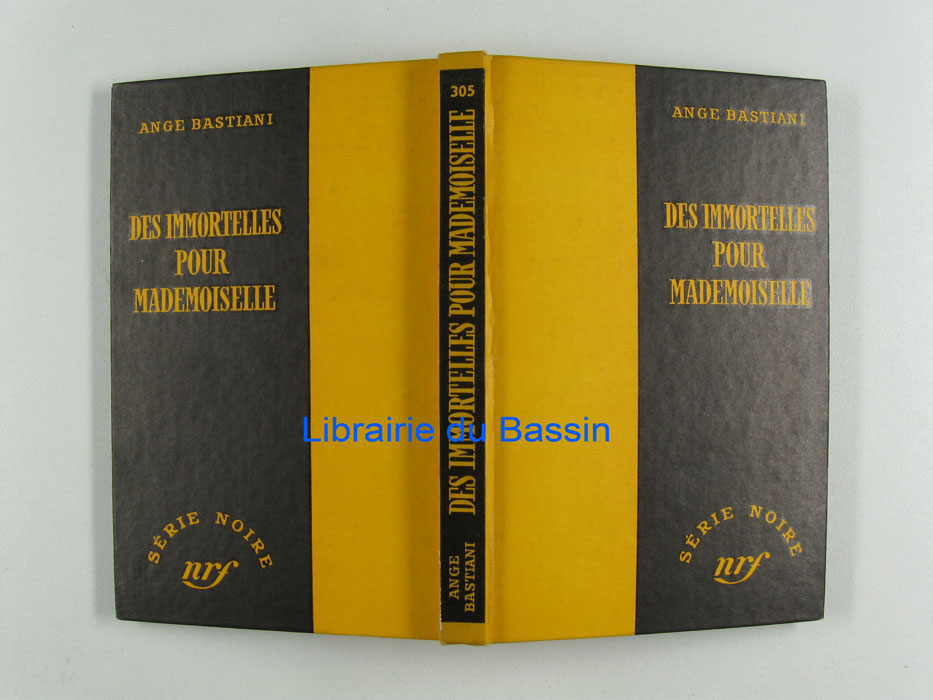 ANGE BASTIANI
DES IMMORTELLES
POUR
MADEMOISELLE
SÉRIE NOIRE
nrf
305
DES IMMORTELLES POUR MADEMOISELLE
ANGE
BASTIANI
ANGE BASTIANI
DES IMMORTELLES
POUR
MADEMOISELLE
SÉRIE NOIRE
nrf
Librairie du Bassin